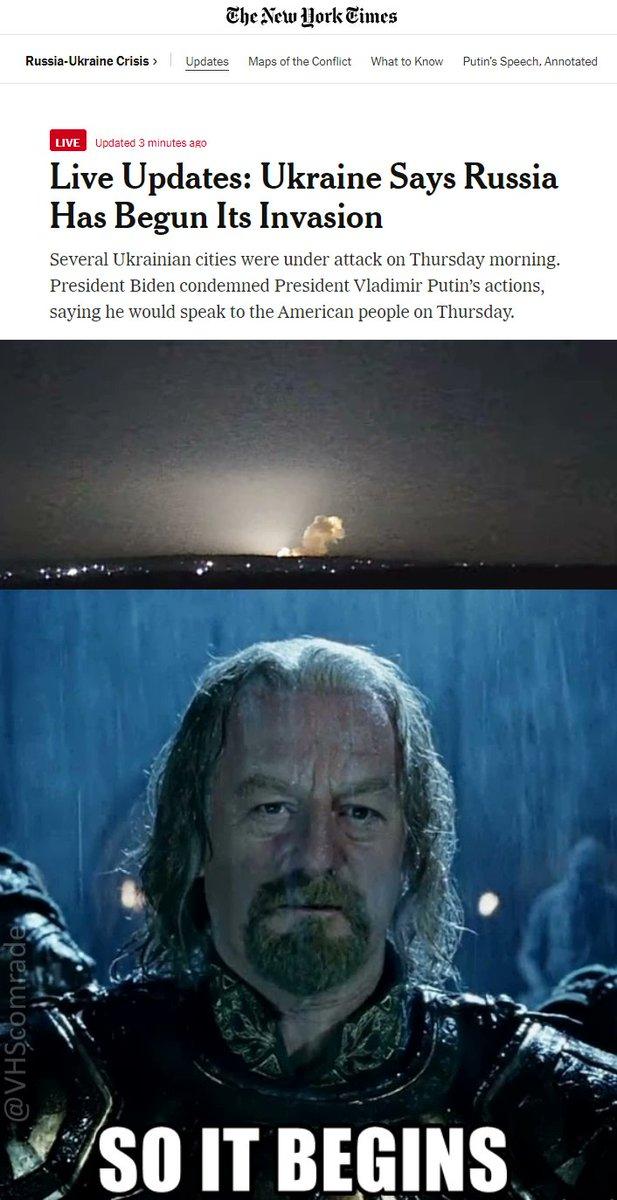 The New York Times
Russia-Ukraine Crisis › Updates Maps of the Conflict What to Know Putin's Speech, Annotated
LIVE Updated 3 minutes ago
Live Updates: Ukraine Says Russia
Has Begun Its Invasion
Several Ukrainian cities were under attack on Thursday morning.
President Biden condemned President Vladimir Putin’s actions,
saying he would speak to the American people on Thursday.
@VHScomrade
SO IT BEGINS